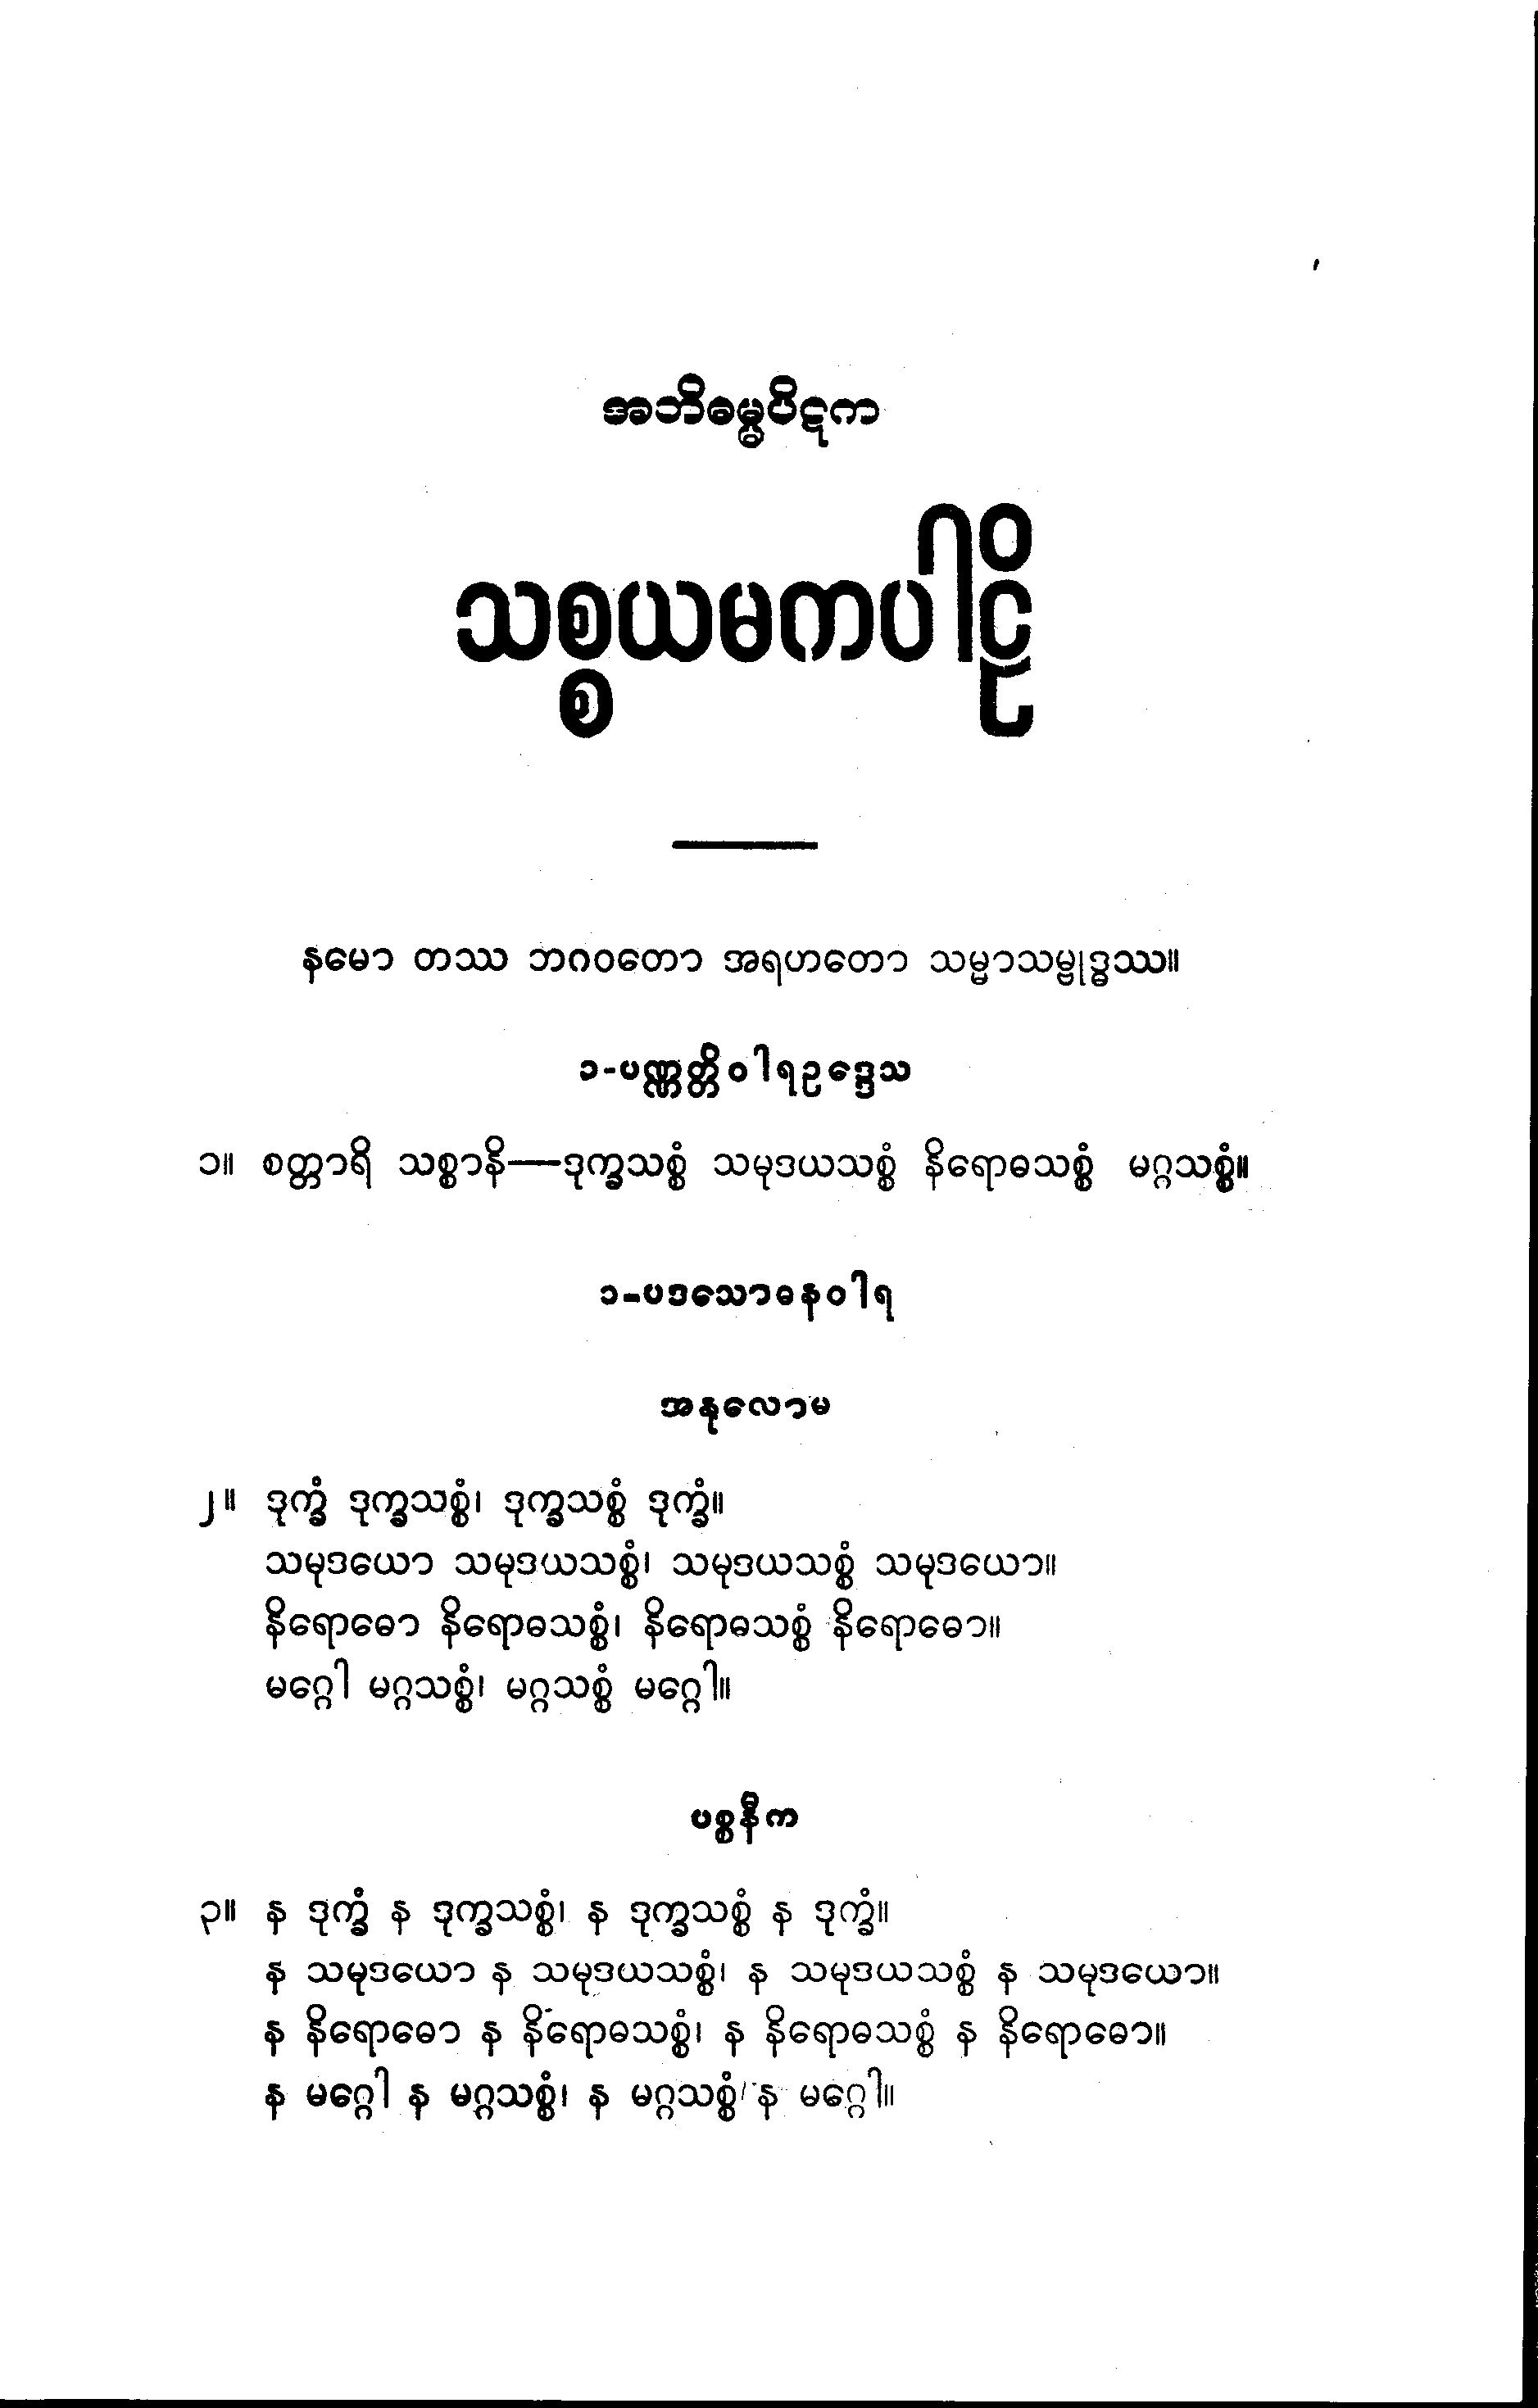 အဘိဓမ္မပိဋက
သစ္စယမကပါဠိ
နမော တဿ ဘဂဝတော အရဟတော သမ္မာသမ္ဗုဒ္ဓဿ။
၁-ပဏ္ဏတ္တိဝါရဥဒ္ဒေသ
၁။ စတ္တာရိ သစ္စာနိ—ဒုက္ခသစ္စံ သမုဒယသစ္စံ နိရောဓသစ္စံ မဂ္ဂသစ္စံ။
၁-ပဒသောဓနဝါရ
အနုလောမ
၂။ ဒုက္ခံ ဒုက္ခသစ္စံ၊ ဒုက္ခသစ္စံ ဒုက္ခံ။
သမုဒယော သမုဒယသစ္စံ၊ သမုဒယသစ္စံ သမုဒယော။
နိရောဓော နိရောဓသစ္စံ၊ နိရောဓသစ္စံ နိရောဓော။
မဂ္ဂေါ မဂ္ဂသစ္စံ၊ မဂ္ဂသစ္စံ မဂ္ဂေါ။
ပစ္စနီက
၃။ န ဒုက္ခံ န ဒုက္ခသစ္စံ၊ န ဒုက္ခသစ္စံ န ဒုက္ခံ။
န သမုဒယော န သမုဒယသစ္စံ၊ န သမုဒယသစ္စံ န သမုဒယော။
န နိရောဓော န နိရောဓသစ္စံ၊ န နိရောဓသစ္စံ န နိရောဓော။
န မဂ္ဂေါ န မဂ္ဂသစ္စံ၊ န မဂ္ဂသစ္စံ န မဂ္ဂေါ။